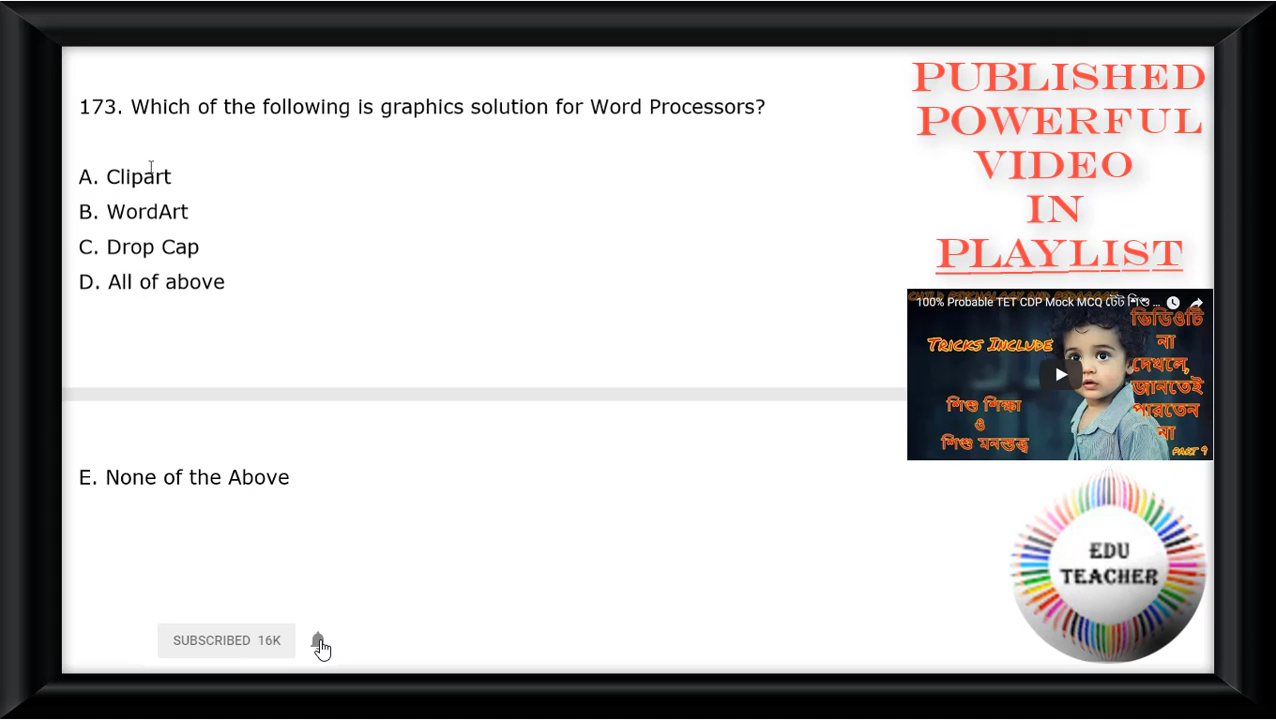 173. Which of the following is graphics solution for Word Processors?
A. Clipart
B. WordArt
C. Drop Cap
D. All of above
E. None of the Above
SUBSCRIBED 16K
PUBLISHED
POWERFUL
VIDEO
IN
PLAYLIST
100% Probable TET CDP Mock MCQ টেট শিশু ...
TRICKS INCLUDE
শিশু শিক্ষা
ও
শিশু মনস্তত্ত্ব
ভিডিওটি
না
দেখলে,
জানতেই
পারতেন
না
PART 9
EDU
TEACHER